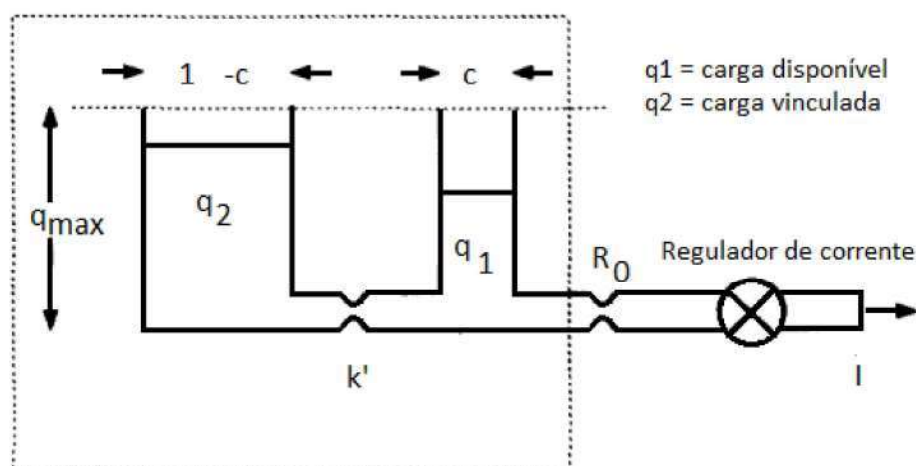 1 -c
c
q1 = carga disponível
q2 = carga vinculada
qmax
q2
q1
R0
Regulador de corrente
k'
I